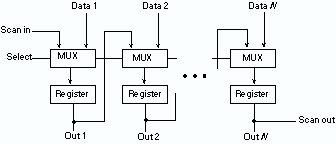 Data 1
Data 2
Data N
Scan in
Select
MUX
MUX
MUX
Register
Register
Register
Scan out
Out 1
Out 2
Out N